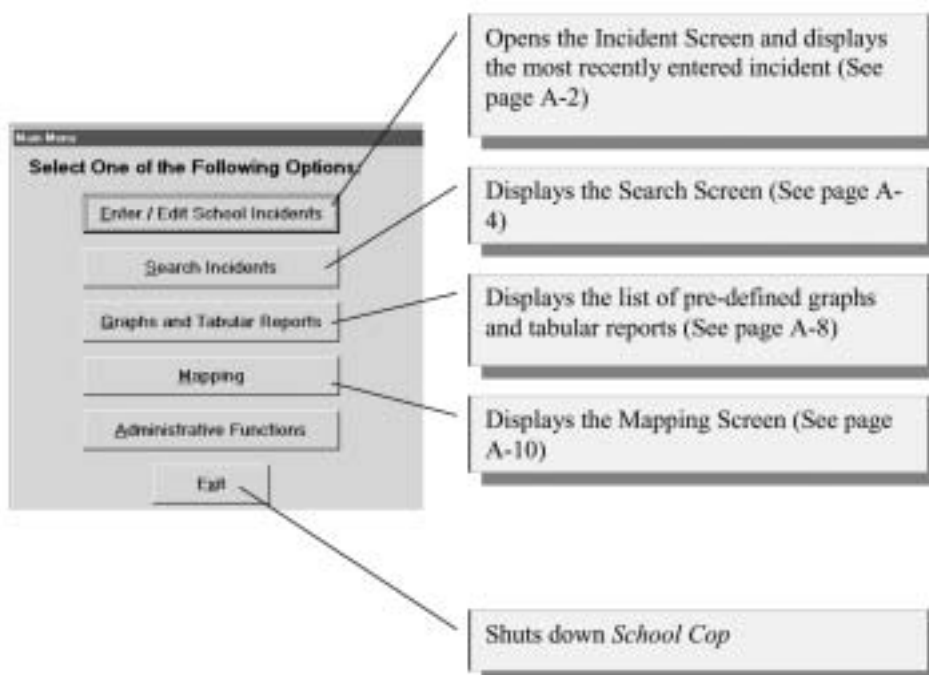 Opens the Incident Screen and displays
the most recently entered incident (See
page A-2)
Main Menu
Select One of the Following Options:
Enter / Edit School Incidents
Displays the Search Screen (See page A-
4)
Search Incidents
Displays the list of pre-defined graphs
and tabular reports (See page A-8)
Graphs and Tabular Reports
Mapping
Displays the Mapping Screen (See page
A-10)
Administrative Functions
Exit
Shuts down School Cop